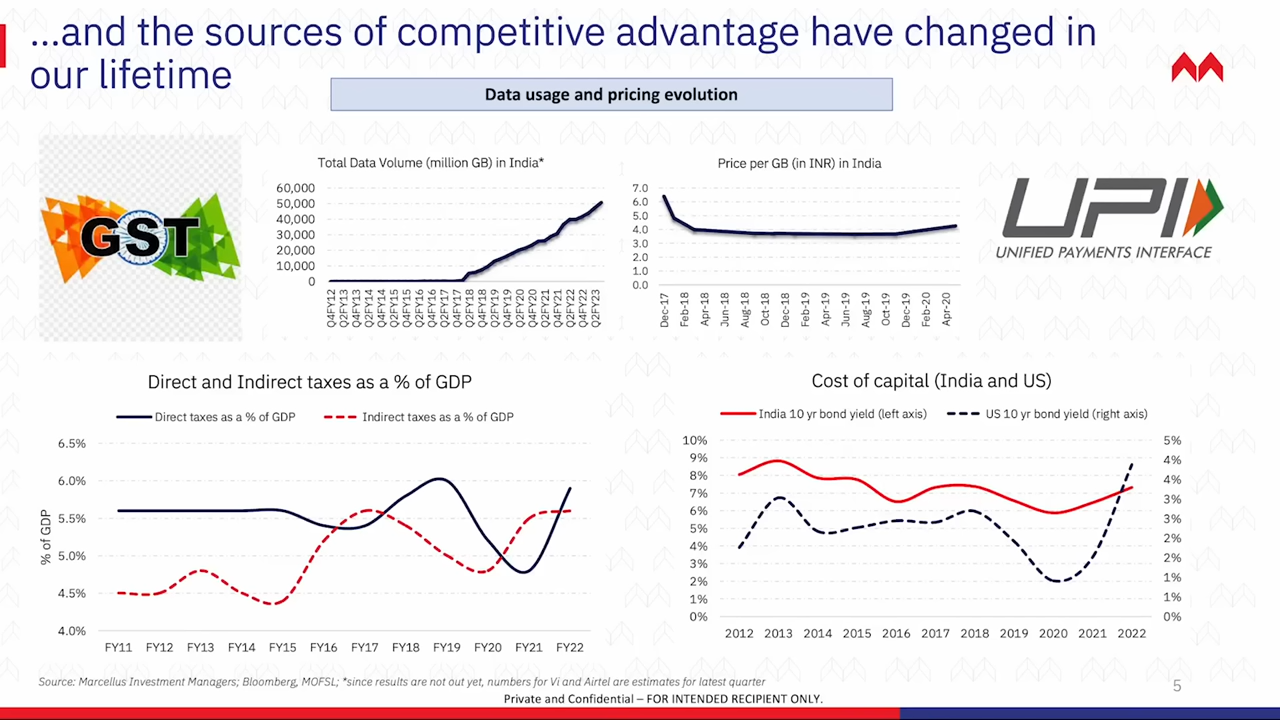 ...and the sources of competitive advantage have changed in
our lifetime
Data usage and pricing evolution
GST
Total Data Volume (million GB) in India*
60,000
50,000
40,000
30,000
20,000
10,000
0
Q4FY12
Q2FY13
Q4FY13
Q2FY14
Q4FY14
Q2FY15
Q4FY15
Q2FY16
Q4FY16
Q2FY17
Q4FY17
Q2FY18
Q4FY18
Q2FY19
Q4FY19
Q2FY20
Q4FY20
Q2FY21
Q4FY21
Q2FY22
Q4FY22
Q2FY23
Price per GB (in INR) in India
7.0
6.0
5.0
4.0
3.0
2.0
1.0
0.0
Dec-17
Feb-18
Apr-18
Jun-18
Aug-18
Oct-18
Dec-18
Feb-19
Apr-19
Jun-19
Aug-19
Oct-19
Dec-19
Feb-20
Apr-20
UPI
UNIFIED PAYMENTS INTERFACE
Direct and Indirect taxes as a % of GDP
Direct taxes as a % of GDP
Indirect taxes as a % of GDP
% of GDP
6.5%
6.0%
5.5%
5.0%
4.5%
4.0%
FY11 FY12 FY13 FY14 FY15 FY16 FY17 FY18 FY19 FY20 FY21 FY22
Cost of capital (India and US)
India 10 yr bond yield (left axis)
US 10 yr bond yield (right axis)
10%
9%
8%
7%
6%
5%
4%
3%
2%
1%
0%
5%
4%
4%
3%
3%
2%
2%
1%
1%
0%
2012 2013 2014 2015 2016 2017 2018 2019 2020 2021 2022
Source: Marcellus Investment Managers; Bloomberg, MOFSL; *since results are not out yet, numbers for Vi and Airtel are estimates for latest quarter
5
Private and Confidential – FOR INTENDED RECIPIENT ONLY.